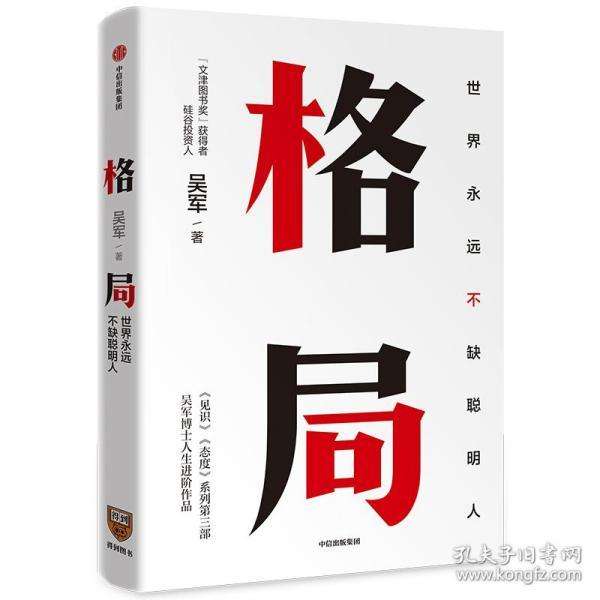 中信出版集团
格
吴军／著
局
世界永远
不缺聪明人
得到
得到图书
格局
世界永远不缺聪明人
「文津图书奖」获得者
硅谷投资人
吴军／著
《见识》《态度》系列第三部
吴军博士人生进阶作品
中信出版集团
孔夫子旧书网
www.kongfz.com